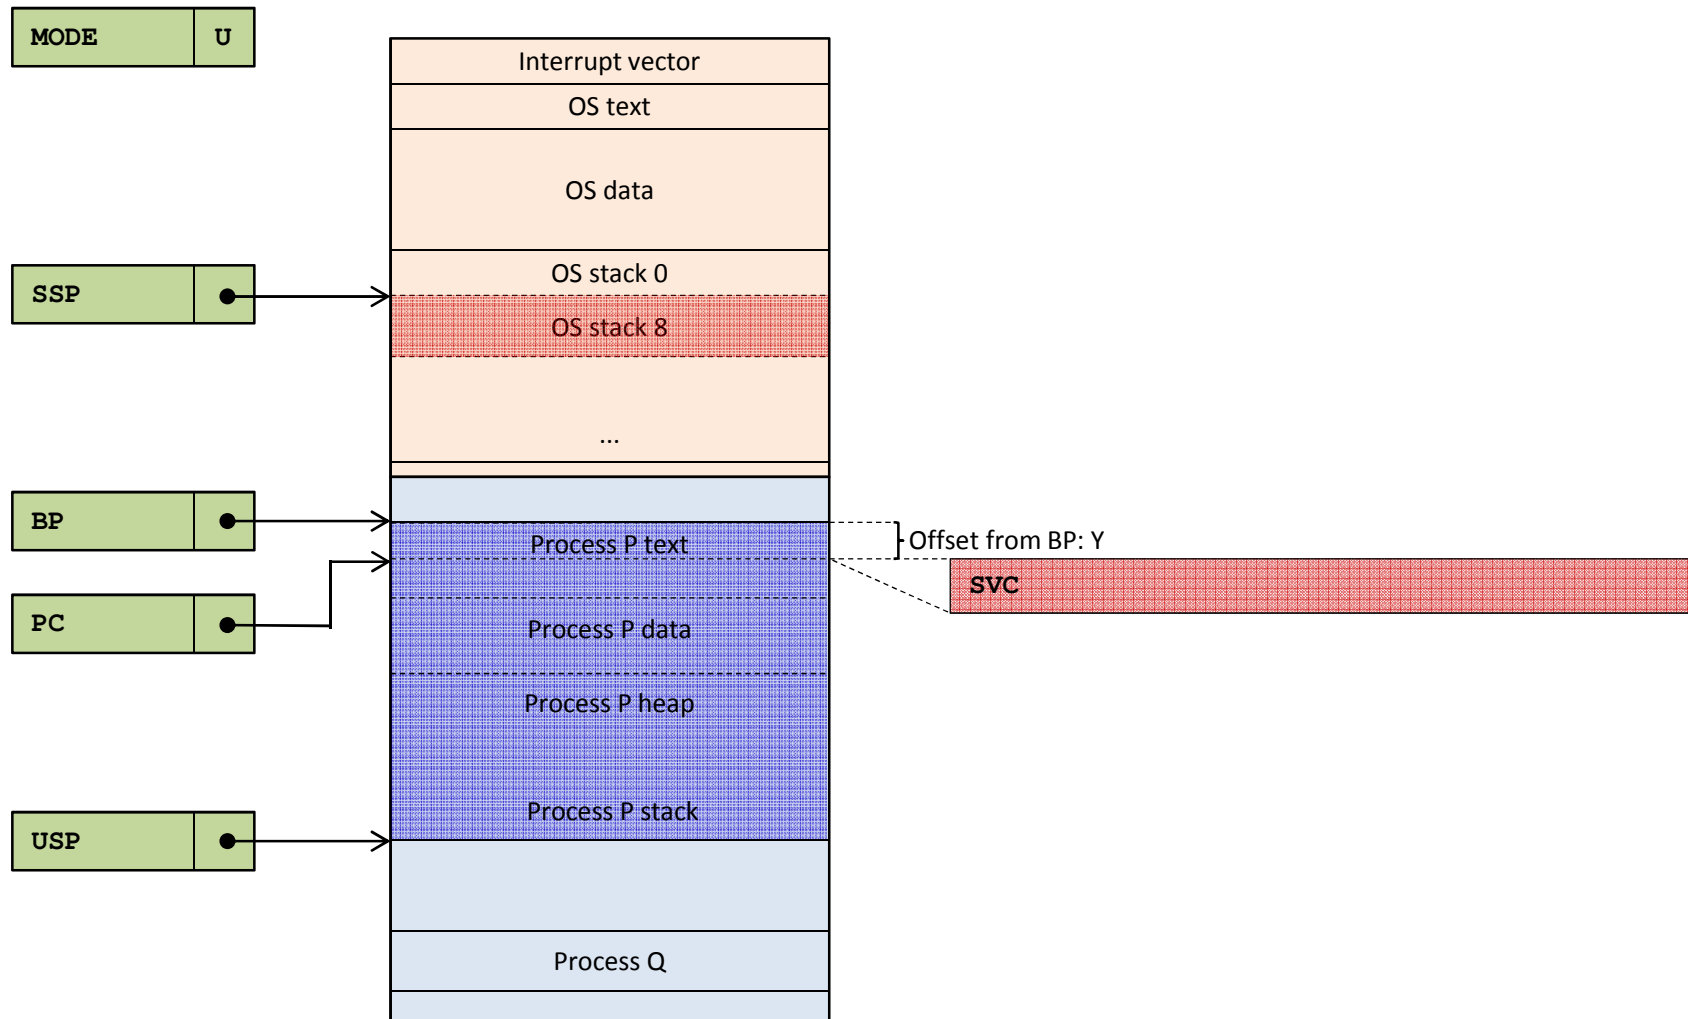 MODE U
Interrupt vector
OS text
OS data
OS stack 0
SSP
OS stack 8
...
BP
Process P text
Offset from BP: Y
SVC
PC
Process P data
Process P heap
Process P stack
USP
Process Q